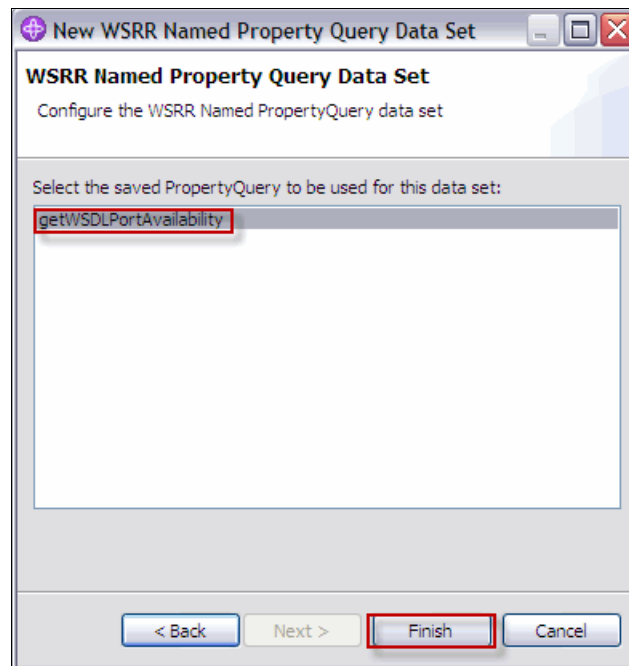 New WSRR Named Property Query Data Set
WSRR Named Property Query Data Set
Configure the WSRR Named PropertyQuery data set
Select the saved PropertyQuery to be used for this data set:
getWSDLPortAvailability
< Back Next > Finish Cancel